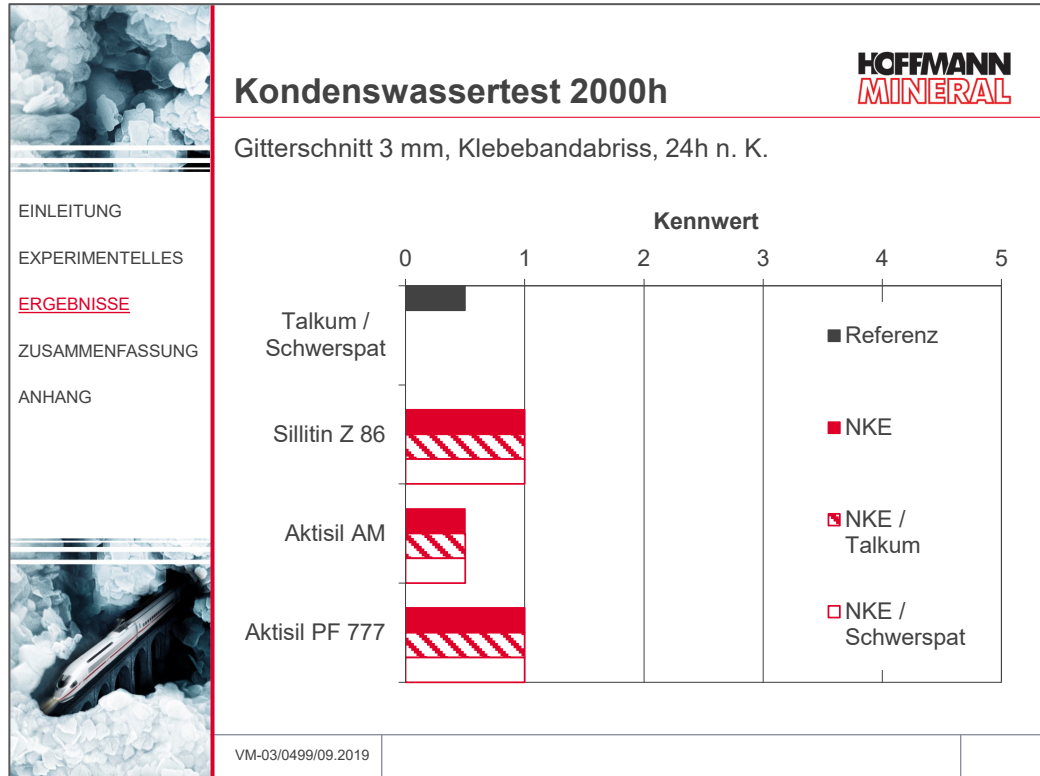 Kondenswassertest 2000h
HOFFMANN
MINERAL
Gitterschnitt 3 mm, Klebebandabriss, 24h n. K.
EINLEITUNG
EXPERIMENTELLES
ERGEBNISSE
ZUSAMMENFASSUNG
ANHANG
Kennwert
0 1 2 3 4 5
Talkum /
Schwerspat
Sillitin Z 86
Aktisil AM
Aktisil PF 777
Referenz
NKE
NKE /
Talkum
NKE /
Schwerspat
VM-03/0499/09.2019